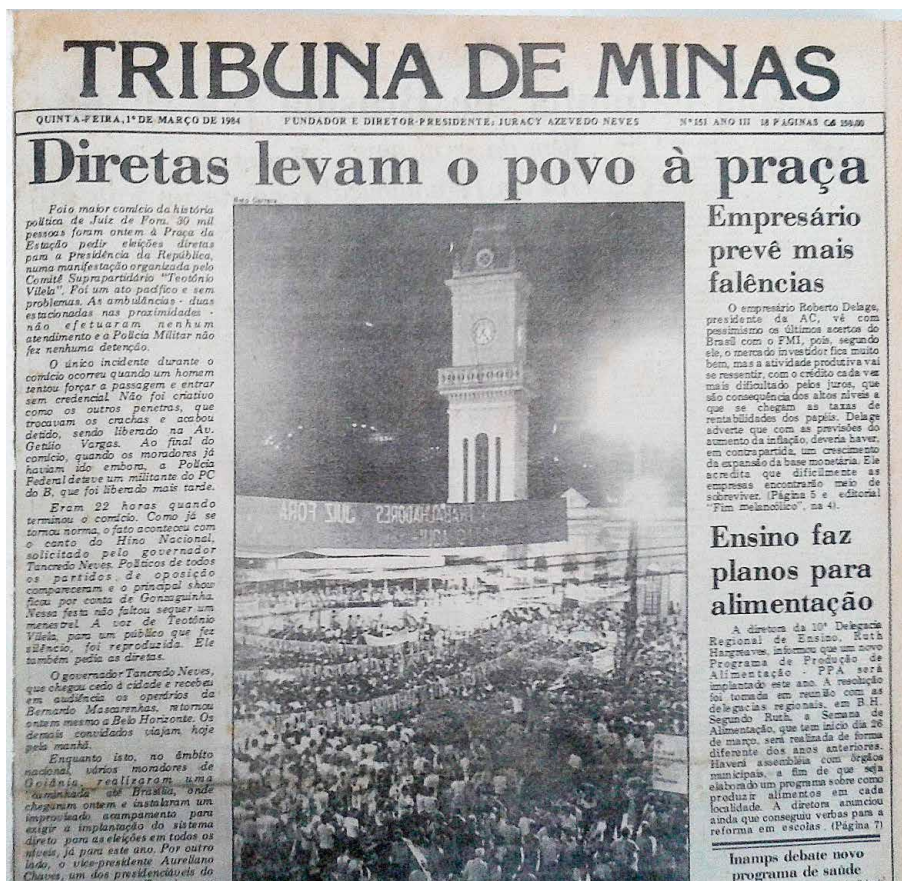 TRIBUNA DE MINAS
QUINTA-FEIRA, 1º DE MARÇO DE 1984
FUNDADOR E DIRETOR-PRESIDENTE: JURACY AZEVEDO NEVES
Nº 151 ANO III 18 PÁGINAS
Diretas levam o povo à praça
Foi o maior comício da história
política de Juiz de Fora. 30 mil
pessoas foram ontem à Praça da
Estação pedir eleições diretas
para a Presidência da República,
numa manifestação organizada pelo
Comitê Suprapartidário "Teotônio
Vilela". Foi um ato pacífico e sem
problemas. As ambulâncias - duas
estacionadas nas proximidades -
não efetuaram nenhum
atendimento e a Polícia Militar não
fez nenhuma detenção.
O único incidente durante o
comício ocorreu quando um homem
tentou forçar a passagem e entrar
sem credencial. Não foi criativo
como os outros penetras, que
trocavam os crachas e acabou
detido, sendo liberado na Av.
Getúlio Vargas. Ao final do
comício, quando os moradores já
haviam ido embora, a Polícia
Federal deteve um militante do PC
do B, que foi liberado mais tarde.
Eram 22 horas quando
terminou o comício. Como já se
tornou norma, o fato aconteceu com
o canto do Hino Nacional,
solicitado pelo governador
Tancredo Neves. Políticos de todos
os partidos de oposição
compareceram e o principal show
ficou por conta de Gonzaguinha.
Nessa festa não faltou sequer um
menestrel. A voz de Teotônio
Vilela, para um público que fez
silêncio, foi reproduzida. Ele
também pedia as diretas.
O governador Tancredo Neves,
que chegou cedo à cidade e recebeu
em audiência os operários da
Bernardo Mascarenhas, retornou
ontem mesmo a Belo Horizonte. Os
demais convidados viajam hoje
pela manhã.
Enquanto isto, no âmbito
nacional, vários moradores de
Goiânia, realizaram uma
caminhada até Brasília, onde
chegaram ontem e instalaram um
improvisado acampamento para
exigir a implantação do sistema
direto para as eleições em todos os
níveis, já para este ano. Por outro
lado, o vice-presidente Aureliano
Chaves, um dos presidenciáveis do
TRABALHADORES JUIZ FORA
Empresário
prevê mais
falências
O empresário Roberto Delage,
presidente da AC, vê com
pessimismo os últimos acertos do
Brasil com o FMI, pois, segundo
ele, o mercado investidor fica muito
bem, mas a atividade produtiva vai
se ressentir, com o crédito cada vez
mais dificultado pelos juros, que
são consequência dos altos níveis a
que se chegam as taxas de
rentabilidades dos papéis. Delage
adverte que com as previsões do
aumento da inflação, deveria haver,
em contrapartida, um crescimento
da expansão da base monetária. Ele
acredita que dificilmente as
empresas encontrarão meio de
sobreviver. (Página 5 e editorial
"Fim melancólico", na 4).
Ensino faz
planos para
alimentação
A diretora da 10ª Delegacia
Regional de Ensino, Ruth
Hargreaves, informou que um novo
Programa de Produção de
Alimentação - PPA será
implantado este ano. A resolução
foi tomada em reunião com as
delegacias regionais, em B.H.
Segundo Ruth, a Semana de
Alimentação, que tem início dia 26
de março, será realizada de forma
diferente dos anos anteriores.
Haverá assembléia com órgãos
municipais, a fim de que seja
elaborado um programa sobre como
produzir alimentos em cada
localidade. A diretora anunciou
ainda que conseguiu verbas para a
reforma em escolas. (Página 7)
Inamps debate novo
programa de saúde